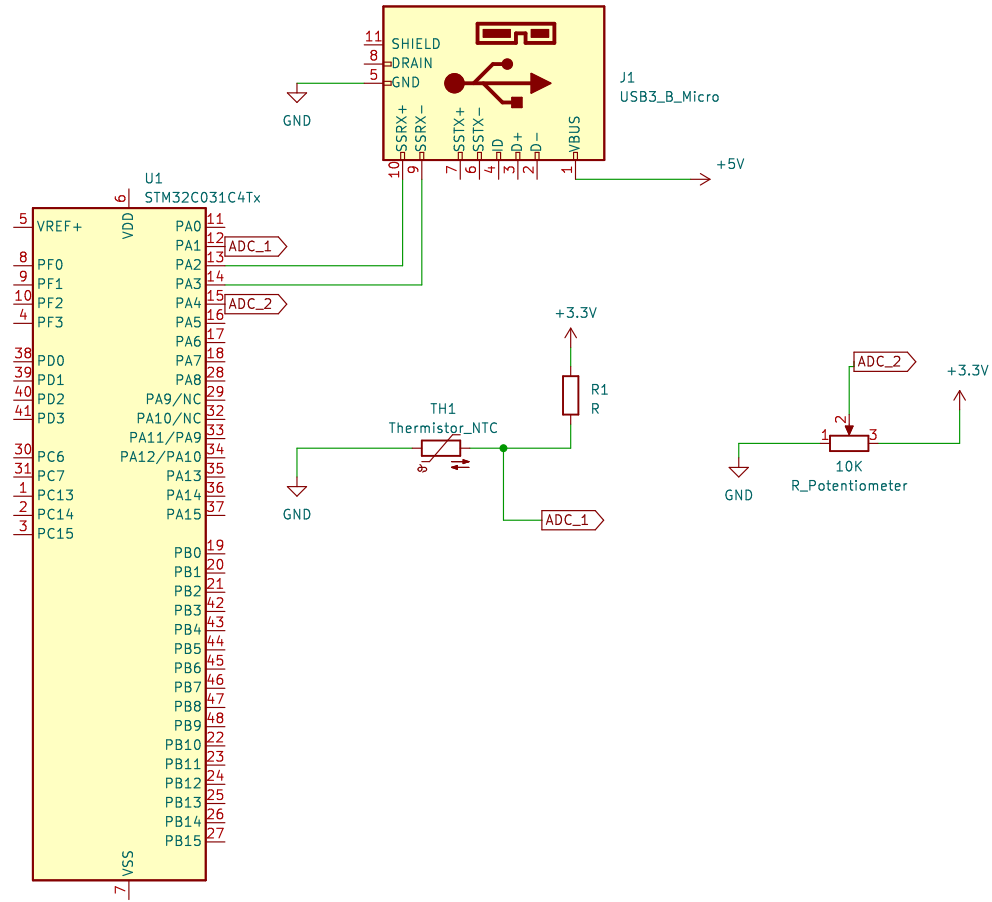 11 SHIELD
8 DRAIN
5 GND
GND
SSRX+
SSRX-
SSTX+
SSTX-
ID
D+
D-
VBUS
10
9
7
6
4
3
2
1
J1
USB3_B_Micro
+5V
U1
STM32C031C4Tx
6
VDD
5 VREF+
8 PF0
9 PF1
10 PF2
4 PF3
38 PD0
39 PD1
40 PD2
41 PD3
30 PC6
31 PC7
1 PC13
2 PC14
3 PC15
PA0 11
PA1 12 ADC_1
PA2 13
PA3 14
PA4 15 ADC_2
PA5 16
PA6 17
PA7 18
PA8 28
PA9/NC 29
PA10/NC 32
PA11/PA9 33
PA12/PA10 34
PA13 35
PA14 36
PA15 37
PB0 19
PB1 20
PB2 21
PB3 42
PB4 43
PB5 44
PB6 45
PB7 46
PB8 47
PB9 48
PB10 22
PB11 23
PB12 24
PB13 25
PB14 26
PB15 27
VSS
7
+3.3V
R1
R
TH1
Thermistor_NTC
θ
GND
ADC_1
ADC_2
+3.3V
2
1
3
10K
R_Potentiometer
GND